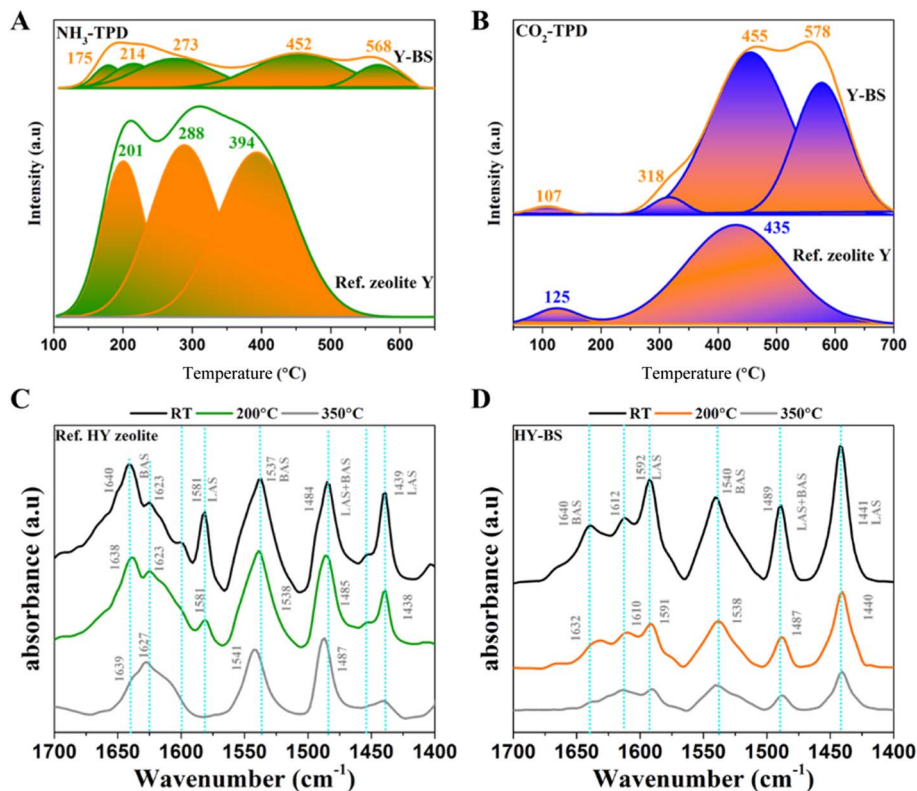 A
NH3-TPD
175
214
273
452
568
Y-BS
201
288
394
Ref. zeolite Y
Intensity (a.u)
100
200
300
400
500
600
Temperature (°C)
B
CO2-TPD
455
578
Y-BS
318
107
435
Ref. zeolite Y
125
Intensity (a.u)
100
200
300
400
500
600
700
Temperature (°C)
C
RT
200°C
350°C
Ref. HY zeolite
1640
BAS
1623
1581
LAS
1537
BAS
1484
LAS+BAS
1439
LAS
1638
1623
1581
1538
1485
1438
1639
1627
1541
1487
absorbance (a.u)
1700
1650
1600
1550
1500
1450
1400
Wavenumber (cm-1)
D
RT
200°C
350°C
HY-BS
1640
BAS
1612
1592
LAS
1540
BAS
1489
LAS+BAS
1441
LAS
1632
1610
1591
1538
1487
1440
absorbance (a.u)
1700
1650
1600
1550
1500
1450
1400
Wavenumber (cm-1)